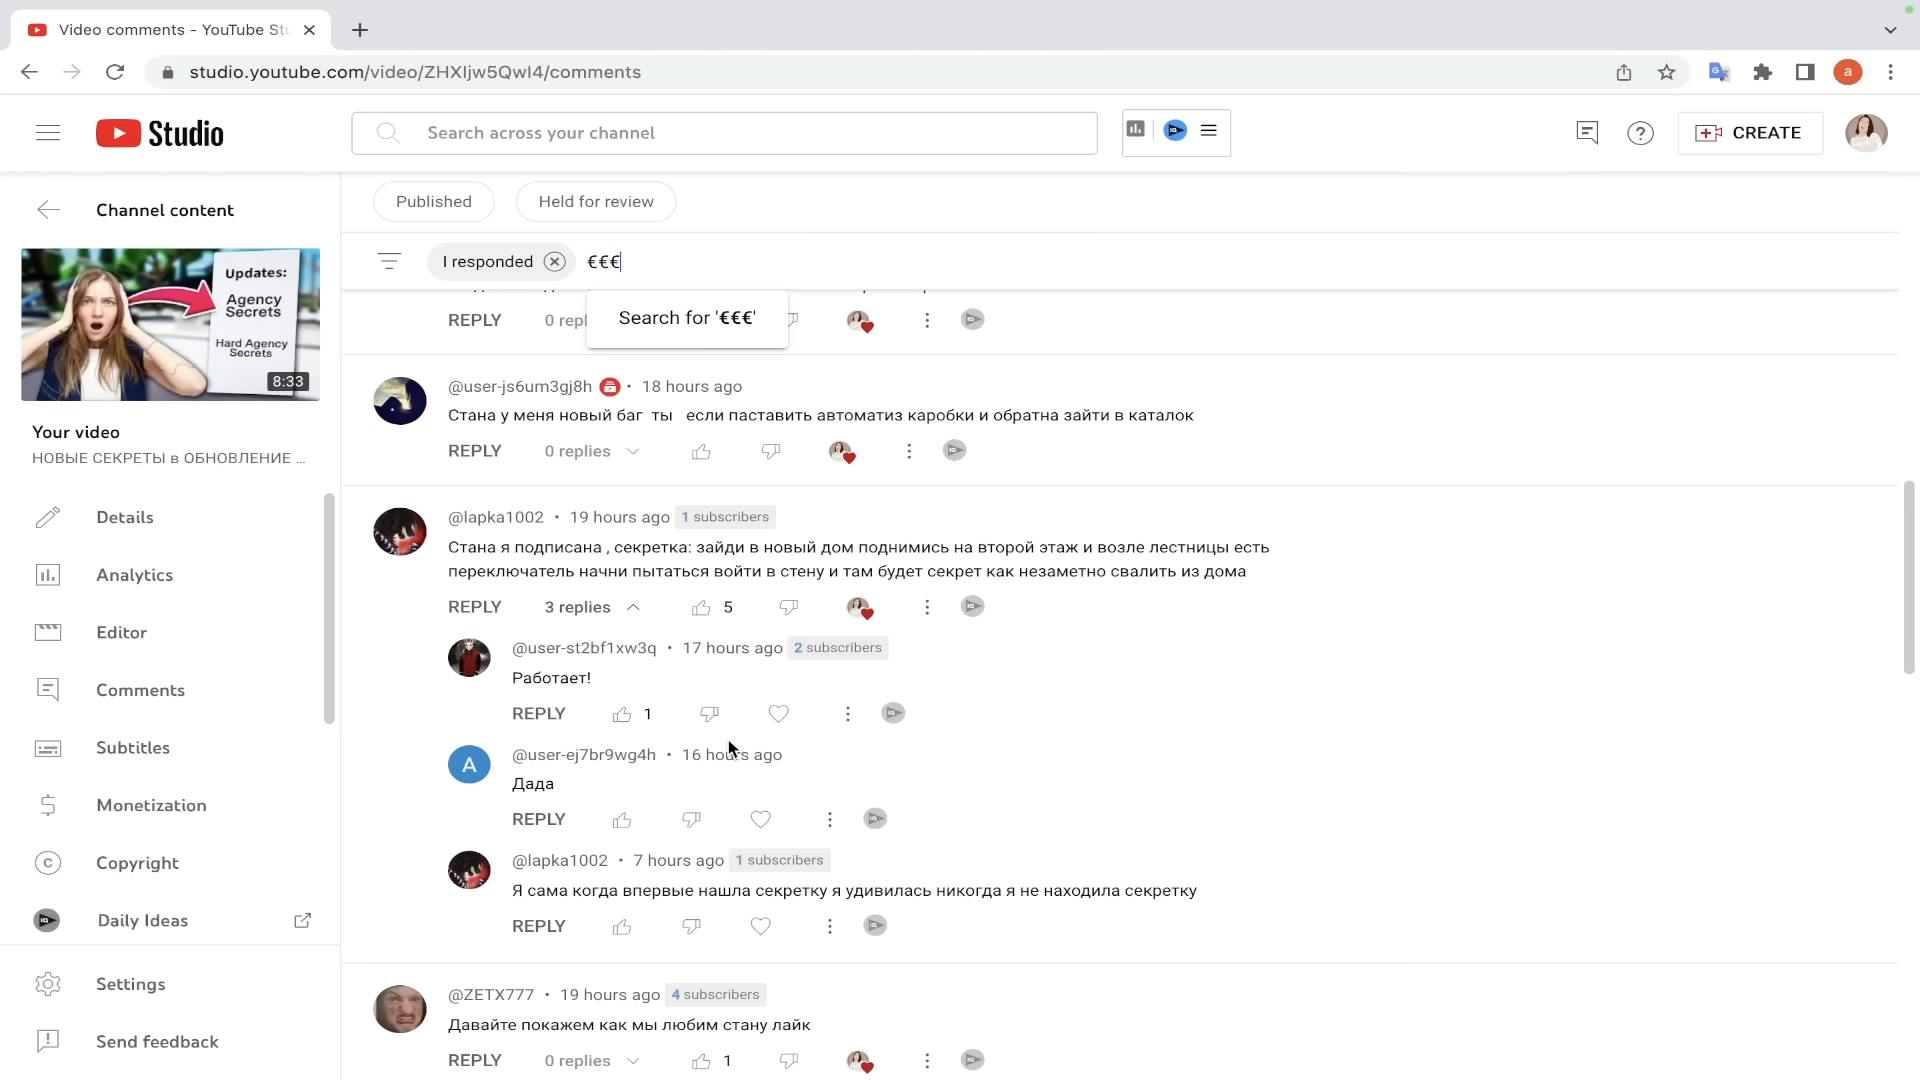 Video comments - YouTube Stu
studio.youtube.com/video/ZHXIjw5QwI4/comments
a
Studio
Search across your channel
CREATE
Channel content
Published
Held for review
I responded
€€€
Search for '€€€'
Updates:
Agency
Secrets
Hard Agency
Secrets
8:33
REPLY
0 repl
Your video
НОВЫЕ СЕКРЕТЫ в ОБНОВЛЕНИЕ ...
@user-js6um3gj8h • 18 hours ago
Стана у меня новый баг ты если паставить автоматиз каробки и обратна зайти в каталок
REPLY 0 replies
Details
Analytics
Editor
Comments
Subtitles
Monetization
Copyright
Daily Ideas
Settings
Send feedback
@lapka1002 • 19 hours ago 1 subscribers
Стана я подписана , секретка: зайди в новый дом поднимись на второй этаж и возле лестницы есть
переключатель начни пытаться войти в стену и там будет секрет как незаметно свалить из дома
REPLY 3 replies 5
@user-st2bf1xw3q • 17 hours ago 2 subscribers
Работает!
REPLY 1
A
@user-ej7br9wg4h • 16 hours ago
Дада
REPLY
@lapka1002 • 7 hours ago 1 subscribers
Я сама когда впервые нашла секретку я удивилась никогда я не находила секретку
REPLY
@ZETX777 • 19 hours ago 4 subscribers
Давайте покажем как мы любим стану лайк
REPLY 0 replies 1